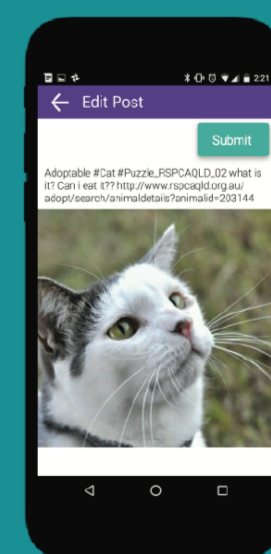 2:21
Edit Post
Submit
Adoptable #Cat #Puzzle_RSPCAQLD_02 what is
it? Can i eat it?? http://www.rspcaqld.org.au/
adopt/search/animaldetails?animalid=203144